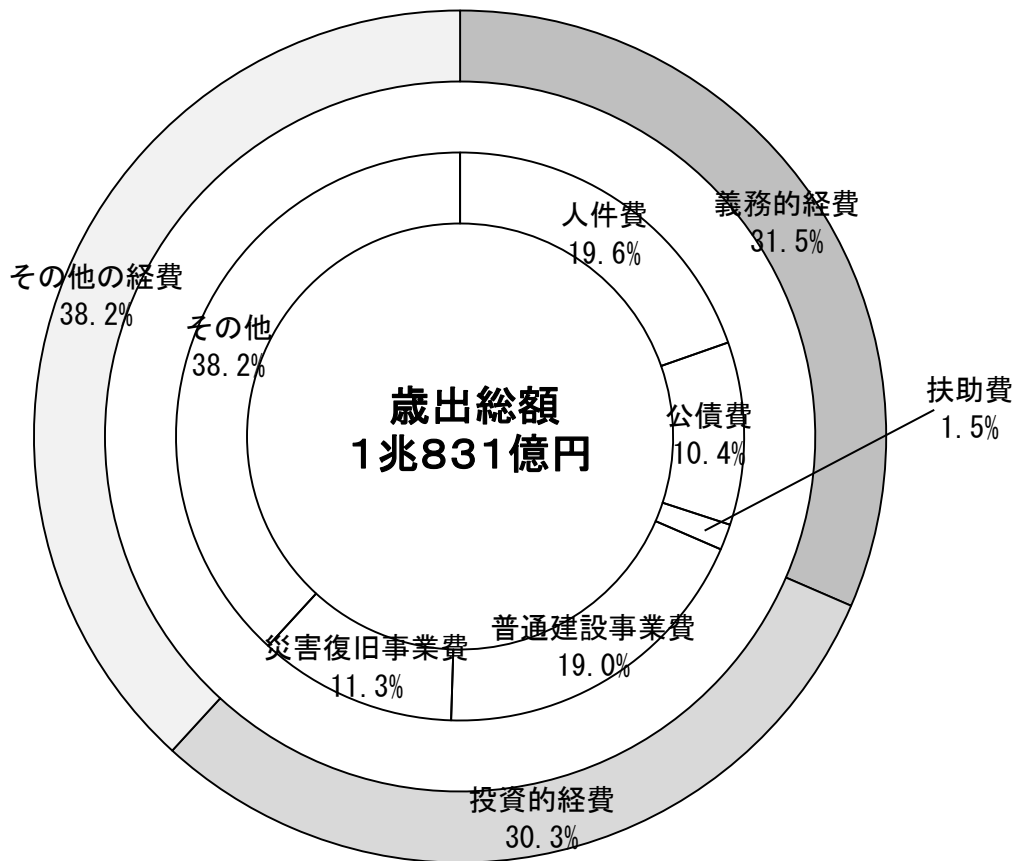 人件費
19.6%
義務的経費
31.5%
その他の経費
38.2%
その他
38.2%
扶助費
1.5%
歳出総額
1兆831億円
公債費
10.4%
普通建設事業費
19.0%
災害復旧事業費
11.3%
投資的経費
30.3%